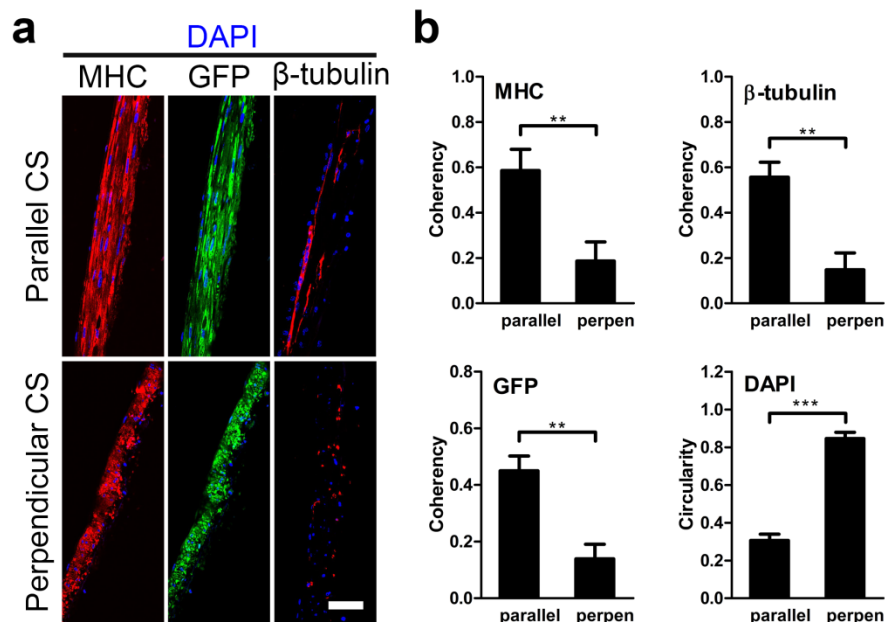 a
DAPI
MHC GFP β-tubulin
Parallel CS
Perpendicular CS
b
MHC
Coherency
1.0
0.8
0.6
0.4
0.2
0.0
**
parallel perpen
β-tubulin
Coherency
1.0
0.8
0.6
0.4
0.2
0.0
**
parallel perpen
GFP
Coherency
0.8
0.6
0.4
0.2
0.0
**
parallel perpen
DAPI
Circularity
1.2
1.0
0.8
0.6
0.4
0.2
0.0
***
parallel perpen